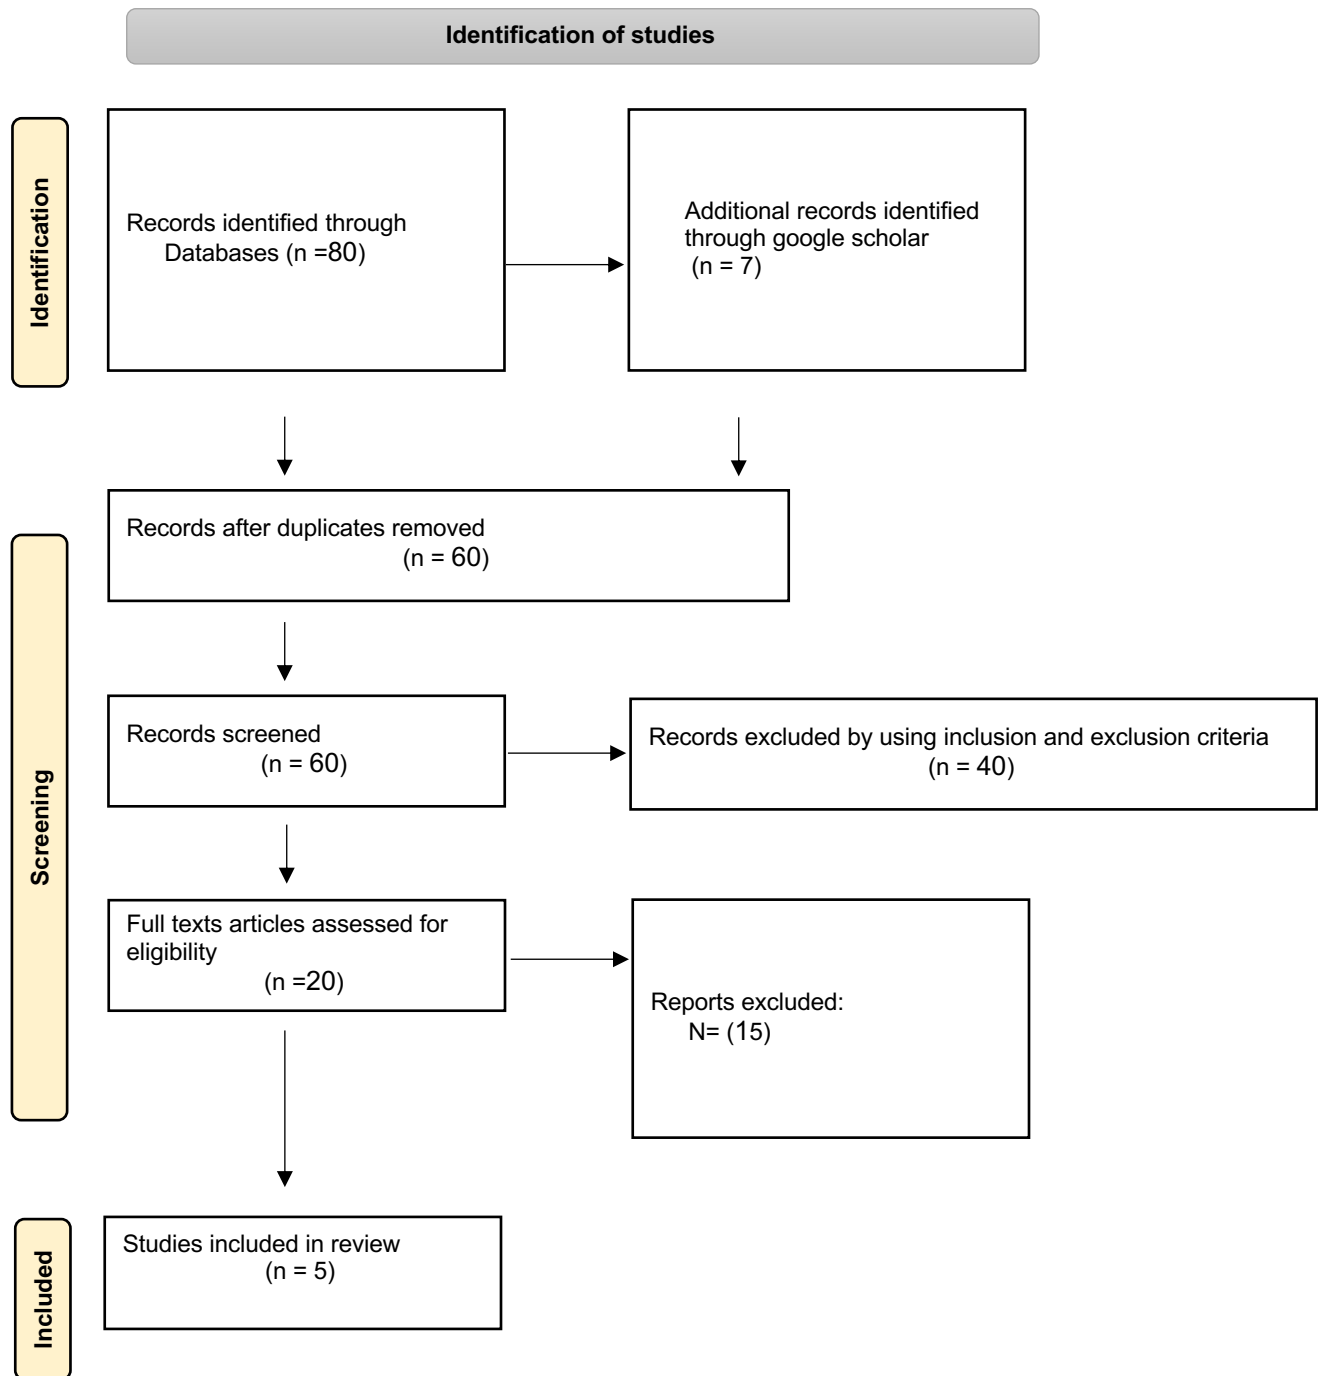 Identification of studies
Identification
Records identified through
Databases (n =80)
Additional records identified
through google scholar
(n = 7)
Screening
Records after duplicates removed
(n = 60)
Records screened
(n = 60)
Records excluded by using inclusion and exclusion criteria
(n = 40)
Full texts articles assessed for
eligibility
(n =20)
Reports excluded:
N= (15)
Included
Studies included in review
(n = 5)